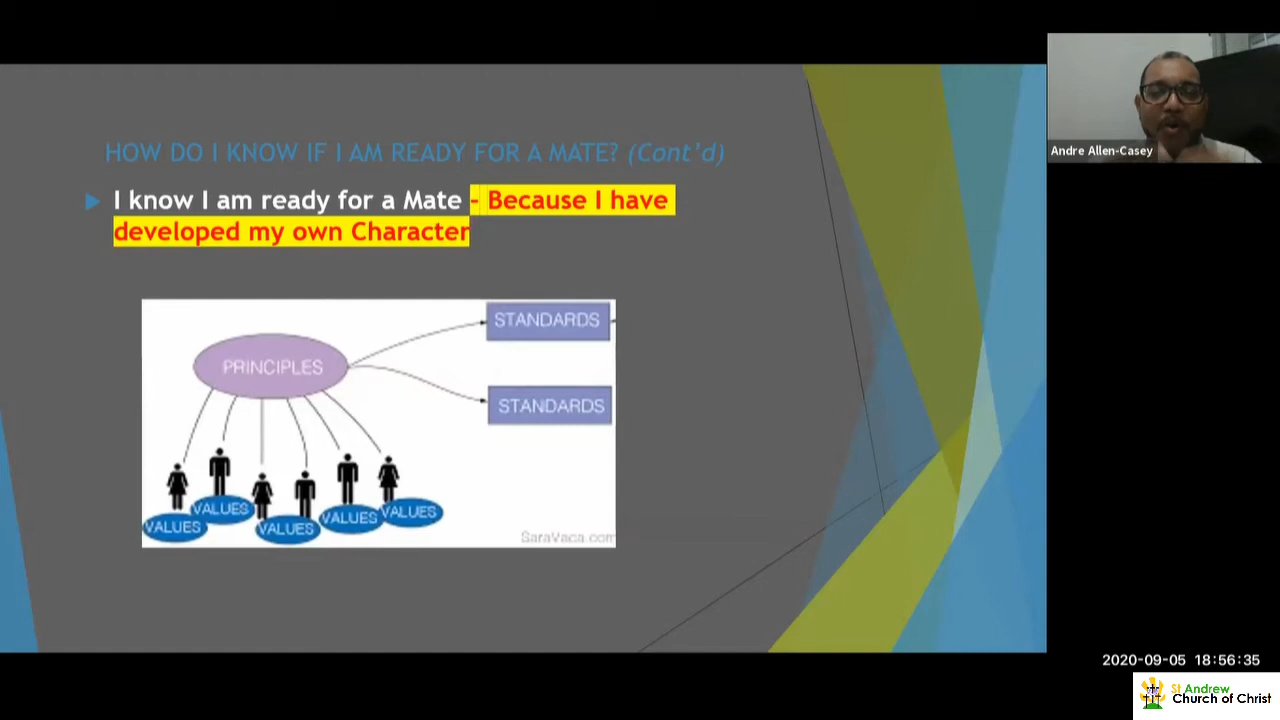 HOW DO I KNOW IF I AM READY FOR A MATE? (Cont'd)
I know I am ready for a Mate - Because I have
developed my own Character
PRINCIPLES
STANDARDS
STANDARDS
VALUES
VALUES
VALUES
VALUES
VALUES
SaraVaca.com
Andre Allen-Casey
2020-09-05 18:56:35
St Andrew
Church of Christ